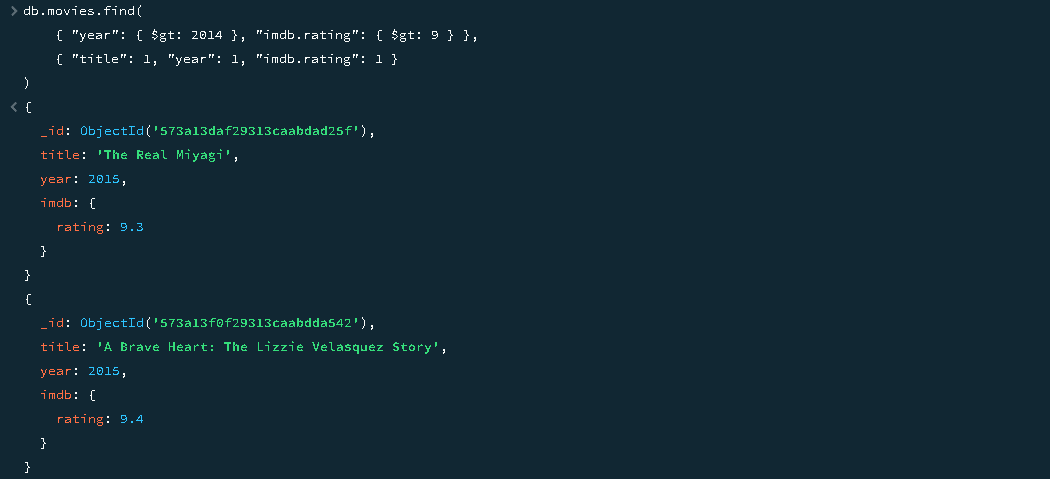 > db.movies.find(
{ "year": { $gt: 2014 }, "imdb.rating": { $gt: 9 } },
{ "title": 1, "year": 1, "imdb.rating": 1 }
)
< {
_id: ObjectId('573a13daf29313caabdad25f'),
title: 'The Real Miyagi',
year: 2015,
imdb: {
rating: 9.3
}
}
{
_id: ObjectId('573a13f0f29313caabdda542'),
title: 'A Brave Heart: The Lizzie Velasquez Story',
year: 2015,
imdb: {
rating: 9.4
}
}